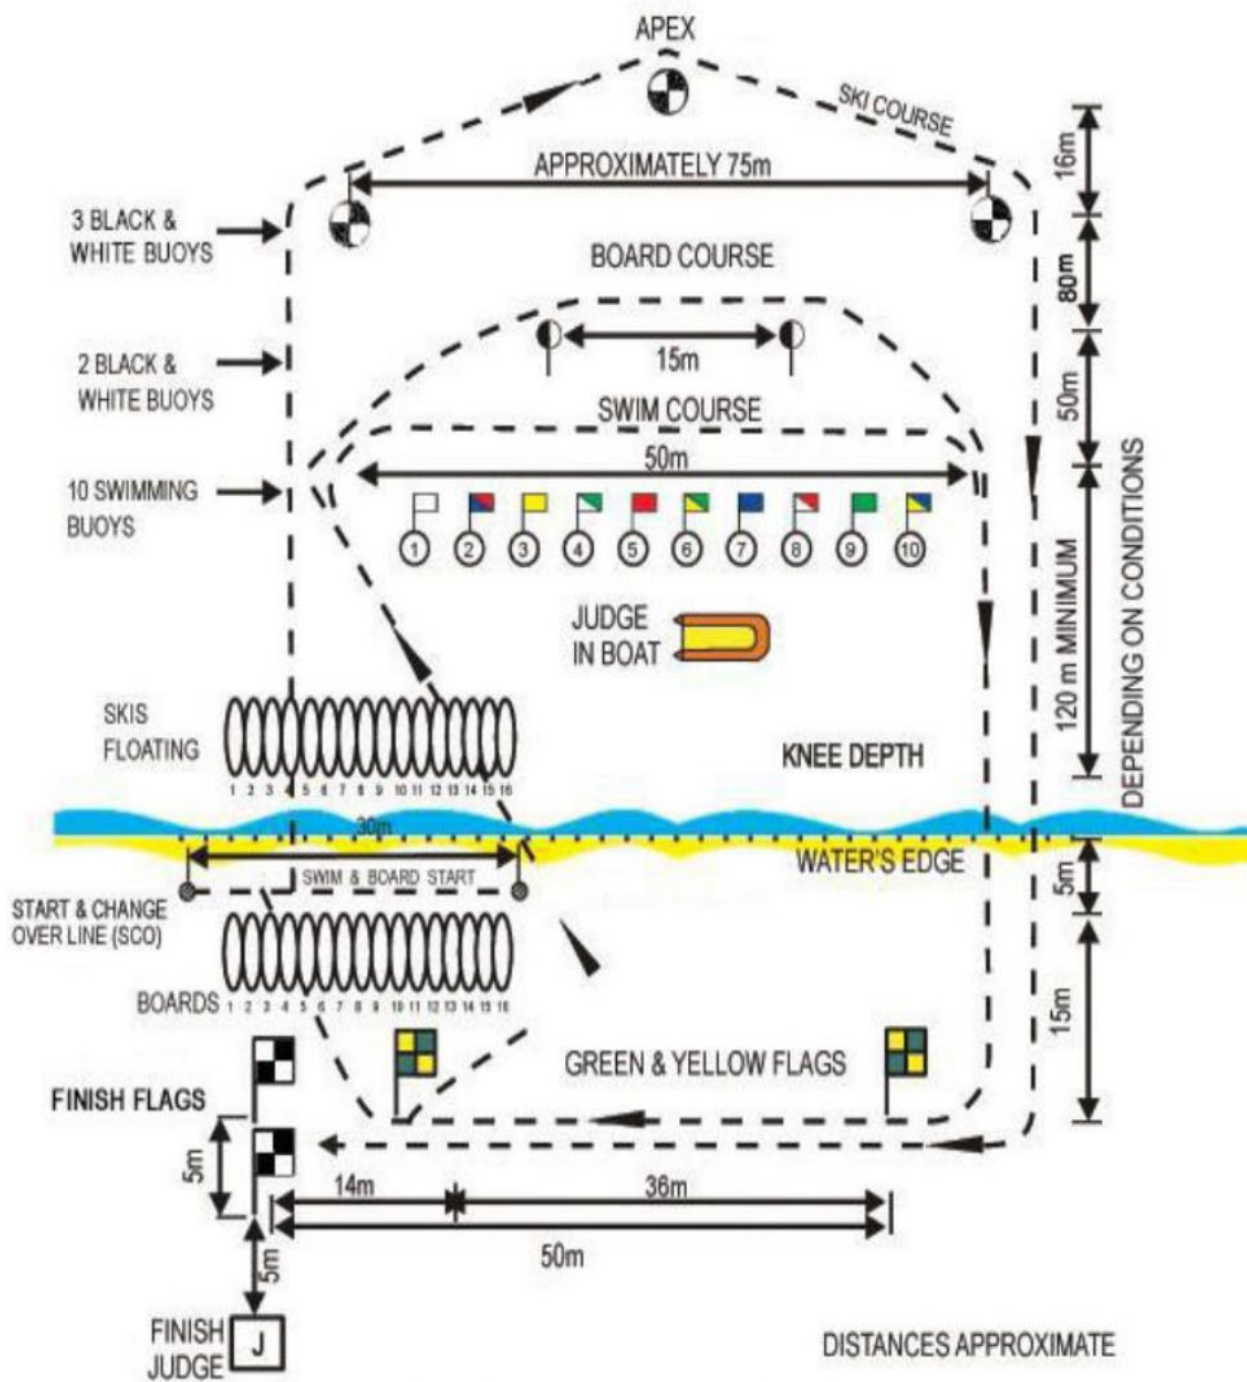 APEX
SKI COURSE
16m
APPROXIMATELY 75m
3 BLACK &
WHITE BUOYS
BOARD COURSE
80m
15m
2 BLACK &
WHITE BUOYS
50m
SWIM COURSE
50m
10 SWIMMING
BUOYS
1 2 3 4 5 6 7 8 9 10
JUDGE
IN BOAT
120 m MINIMUM
DEPENDING ON CONDITIONS
SKIS
FLOATING
KNEE DEPTH
1 2 3 4 5 6 7 8 9 10 11 12 13 14 15 16
30m
WATER'S EDGE
5m
SWIM & BOARD START
START & CHANGE
OVER LINE (SCO)
BOARDS
1 2 3 4 5 6 7 8 9 10 11 12 13 14 15 16
15m
GREEN & YELLOW FLAGS
FINISH FLAGS
5m
14m
36m
50m
5m
FINISH
JUDGE
J
DISTANCES APPROXIMATE